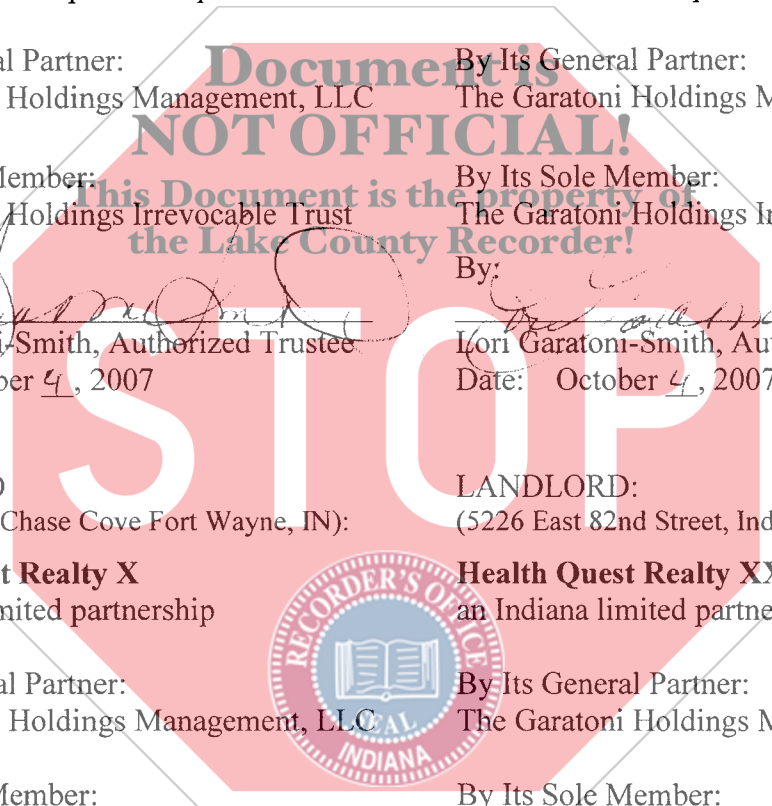 al Partner:
Holdings Management, LLC
Member:
Holdings Irrevocable Trust
i-Smith, Authorized Trustee
ber 4, 2007
Chase Cove Fort Wayne, IN):
t Realty X
mited partnership
al Partner:
Holdings Management, LLC
Member:
By Its General Partner:
The Garatoni Holdings M
By Its Sole Member:
The Garatoni Holdings Ir
By:
Lori Garatoni-Smith, Au
Date: October 4, 2007
LANDLORD:
(5226 East 82nd Street, Ind
Health Quest Realty XX
an Indiana limited partne
By Its General Partner:
The Garatoni Holdings M
By Its Sole Member:
Document is
NOT OFFICIAL!
This Document is the property of
the Lake County Recorder!
STOP
RECORDER'S OFFICE
SEAL
INDIANA